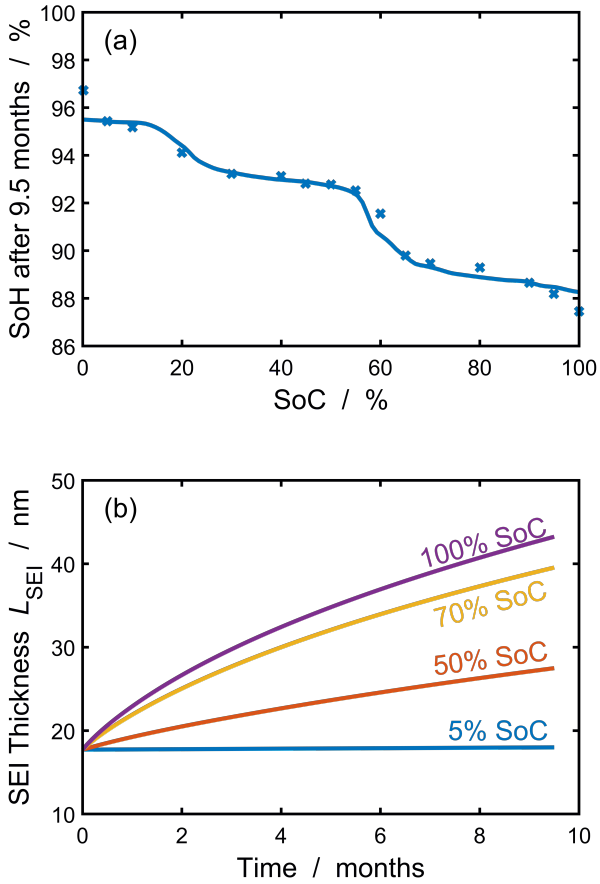 (a)
SoH after 9.5 months / %
100
98
96
94
92
90
88
86
0 20 40 60 80 100
SoC / %
(b)
SEI Thickness L_SEI / nm
50
40
30
20
10
100% SoC
70% SoC
50% SoC
5% SoC
0 2 4 6 8 10
Time / months